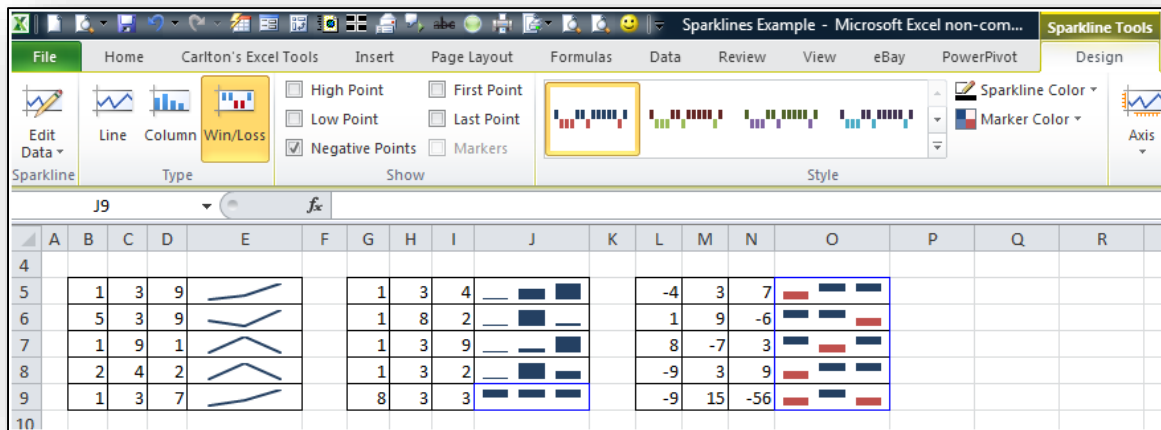 Sparklines Example - Microsoft Excel non-com... Sparkline Tools
File Home Carlton's Excel Tools Insert Page Layout Formulas Data Review View eBay PowerPivot Design
High Point First Point Sparkline Color
Low Point Last Point Marker Color
Edit Data Line Column Win/Loss Negative Points Markers Axis
Sparkline Type Show Style
J9 fx
A B C D E F G H I J K L M N O P Q R
4
5 1 3 9 1 3 4 -4 3 7
6 5 3 9 1 8 2 1 9 -6
7 1 9 1 1 3 9 8 -7 3
8 2 4 2 1 3 2 -9 3 9
9 1 3 7 8 3 3 -9 15 -56
10